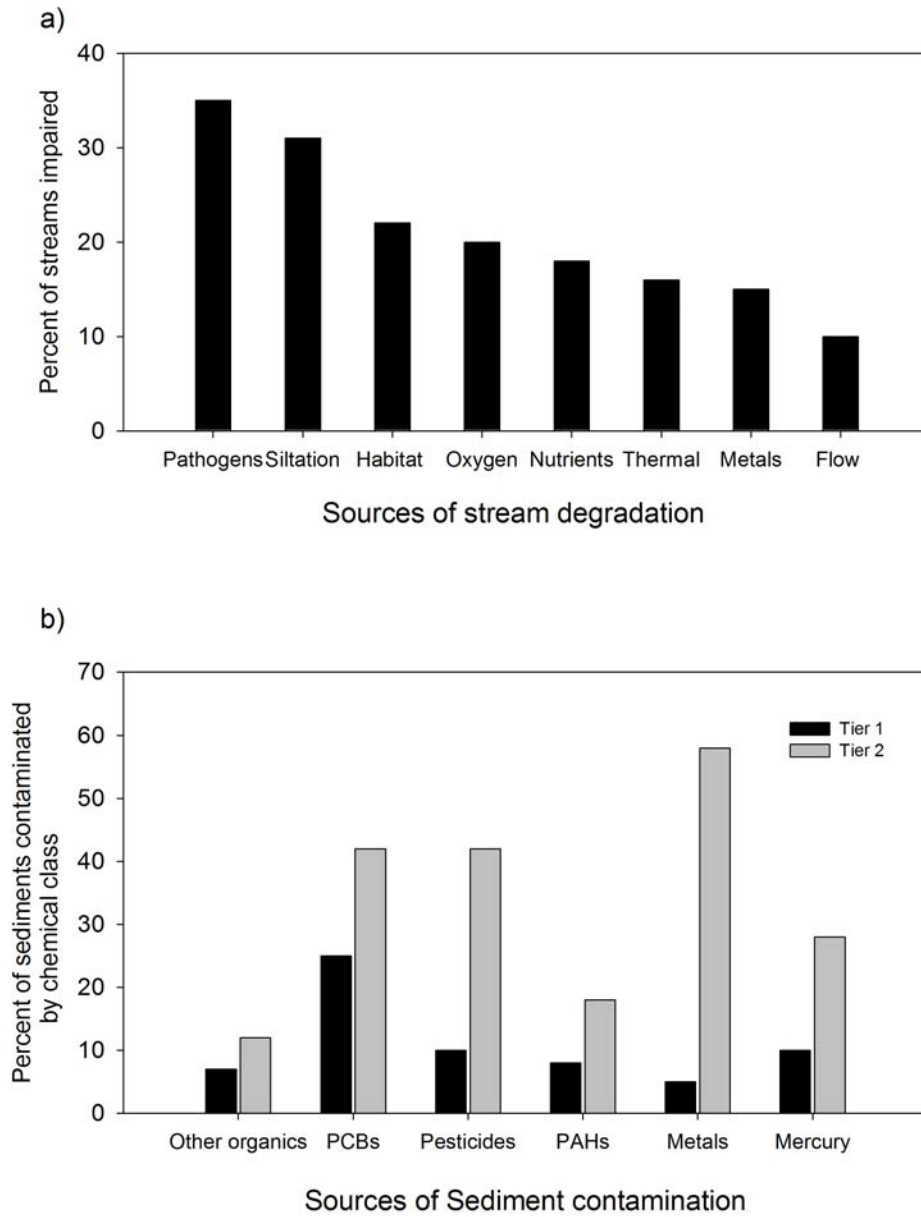 a)
40
30
20
10
0
Percent of streams impaired
Pathogens Siltation Habitat Oxygen Nutrients Thermal Metals Flow
Sources of stream degradation
b)
70
60
50
40
30
20
10
0
Percent of sediments contaminated
by chemical class
Tier 1
Tier 2
Other organics PCBs Pesticides PAHs Metals Mercury
Sources of Sediment contamination